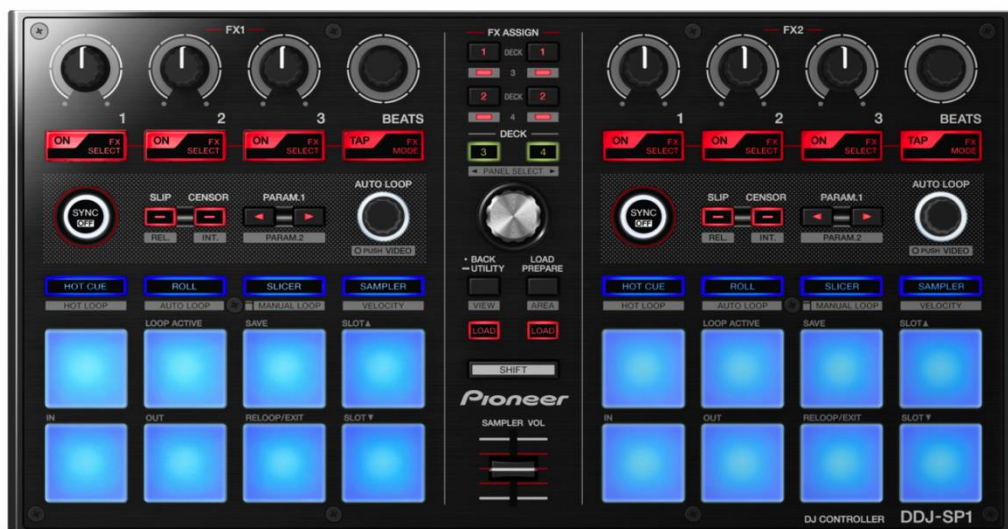 FX1
FX ASSIGN
FX2
1 DECK 1
3
2 DECK 2
4
1 2 3 BEATS
1 2 3 BEATS
ON FX SELECT
ON FX SELECT
ON FX SELECT
TAP FX MODE
DECK
3 4
◄ PANEL SELECT ►
ON FX SELECT
ON FX SELECT
ON FX SELECT
TAP FX MODE
AUTO LOOP
SLIP CENSOR PARAM.1
SYNC
OFF
REL. INT. PARAM.2
PUSH VIDEO
AUTO LOOP
SLIP CENSOR PARAM.1
SYNC
OFF
REL. INT. PARAM.2
PUSH VIDEO
• BACK
— UTILITY
LOAD
PREPARE
VIEW AREA
LOAD LOAD
HOT CUE ROLL SLICER SAMPLER
HOT LOOP AUTO LOOP MANUAL LOOP VELOCITY
LOOP ACTIVE SAVE SLOT▲
IN OUT RELOOP/EXIT SLOT▼
HOT CUE ROLL SLICER SAMPLER
HOT LOOP AUTO LOOP MANUAL LOOP VELOCITY
LOOP ACTIVE SAVE SLOT▲
IN OUT RELOOP/EXIT SLOT▼
SHIFT
Pioneer
SAMPLER VOL
DJ CONTROLLER DDJ-SP1